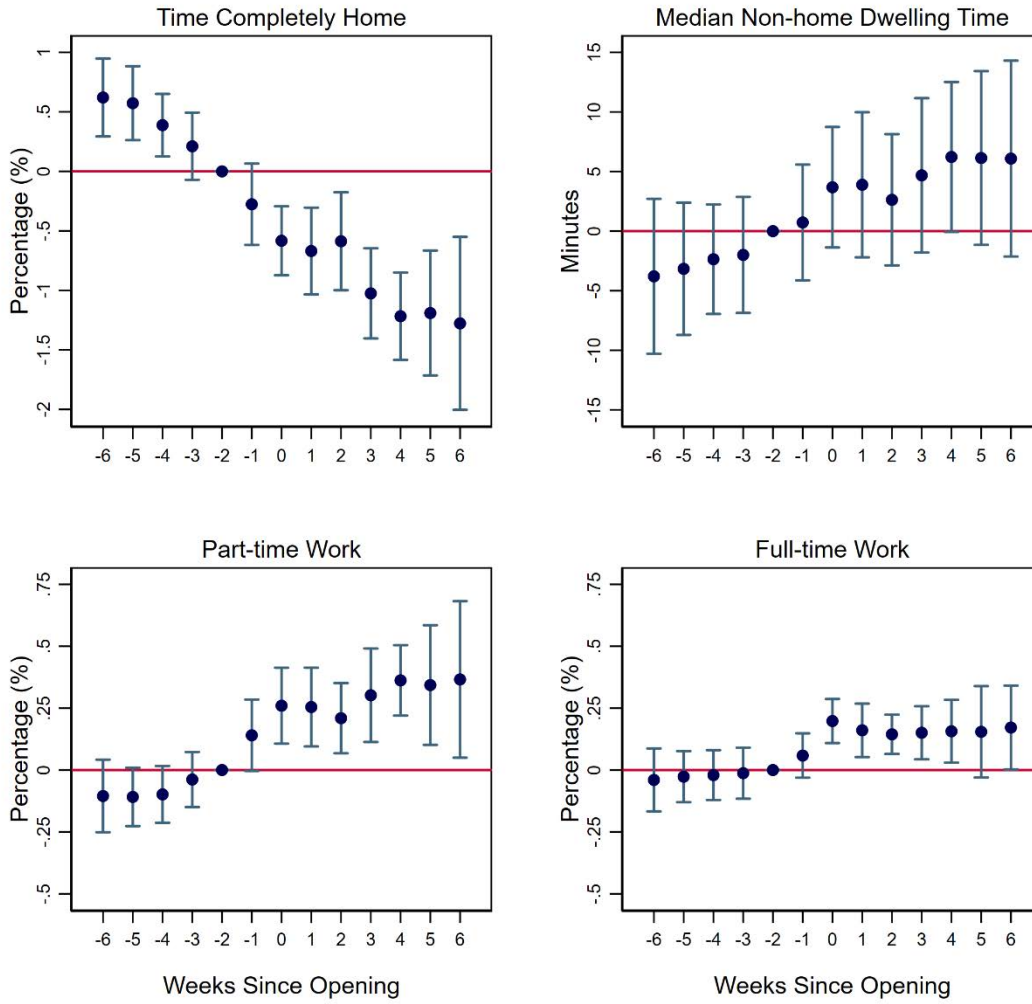 Time Completely Home
Percentage (%)
1
.5
0
-.5
-1
-1.5
-2
-6 -5 -4 -3 -2 -1 0 1 2 3 4 5 6
Median Non-home Dwelling Time
Minutes
15
10
5
0
-5
-10
-15
-6 -5 -4 -3 -2 -1 0 1 2 3 4 5 6
Part-time Work
Percentage (%)
.75
.5
.25
0
-.25
-.5
-6 -5 -4 -3 -2 -1 0 1 2 3 4 5 6
Weeks Since Opening
Full-time Work
Percentage (%)
.75
.5
.25
0
-.25
-.5
-6 -5 -4 -3 -2 -1 0 1 2 3 4 5 6
Weeks Since Opening